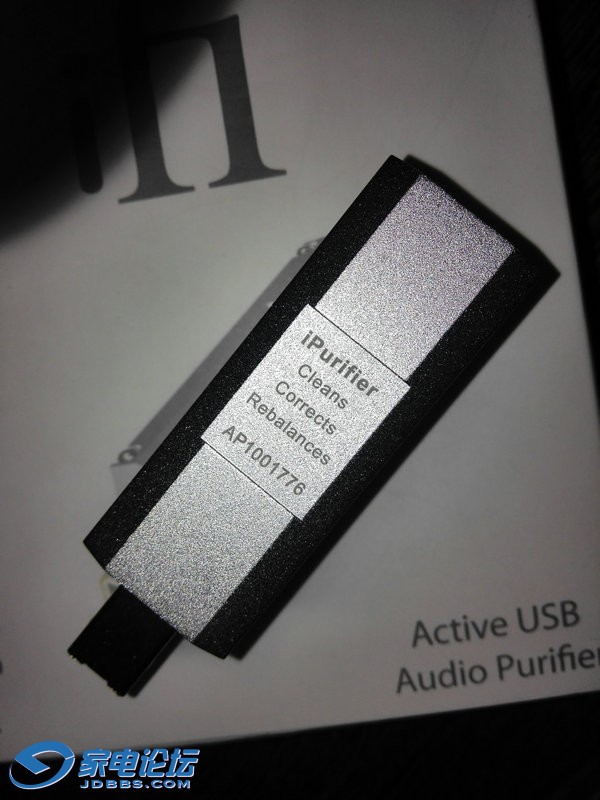 iPurifier
Cleans
Corrects
Rebalances
AP1001776
Active USB
Audio Purifier
家电论坛
JDBBS.COM